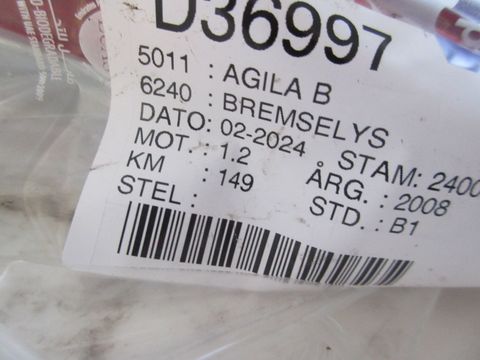 D36997
5011 : AGILA B
6240 : BREMSELYS
DATO: 02-2024 STAM: 2400
MOT : 1.2 ÅRG. : 2008
KM : 149 STD. : B1
STEL :